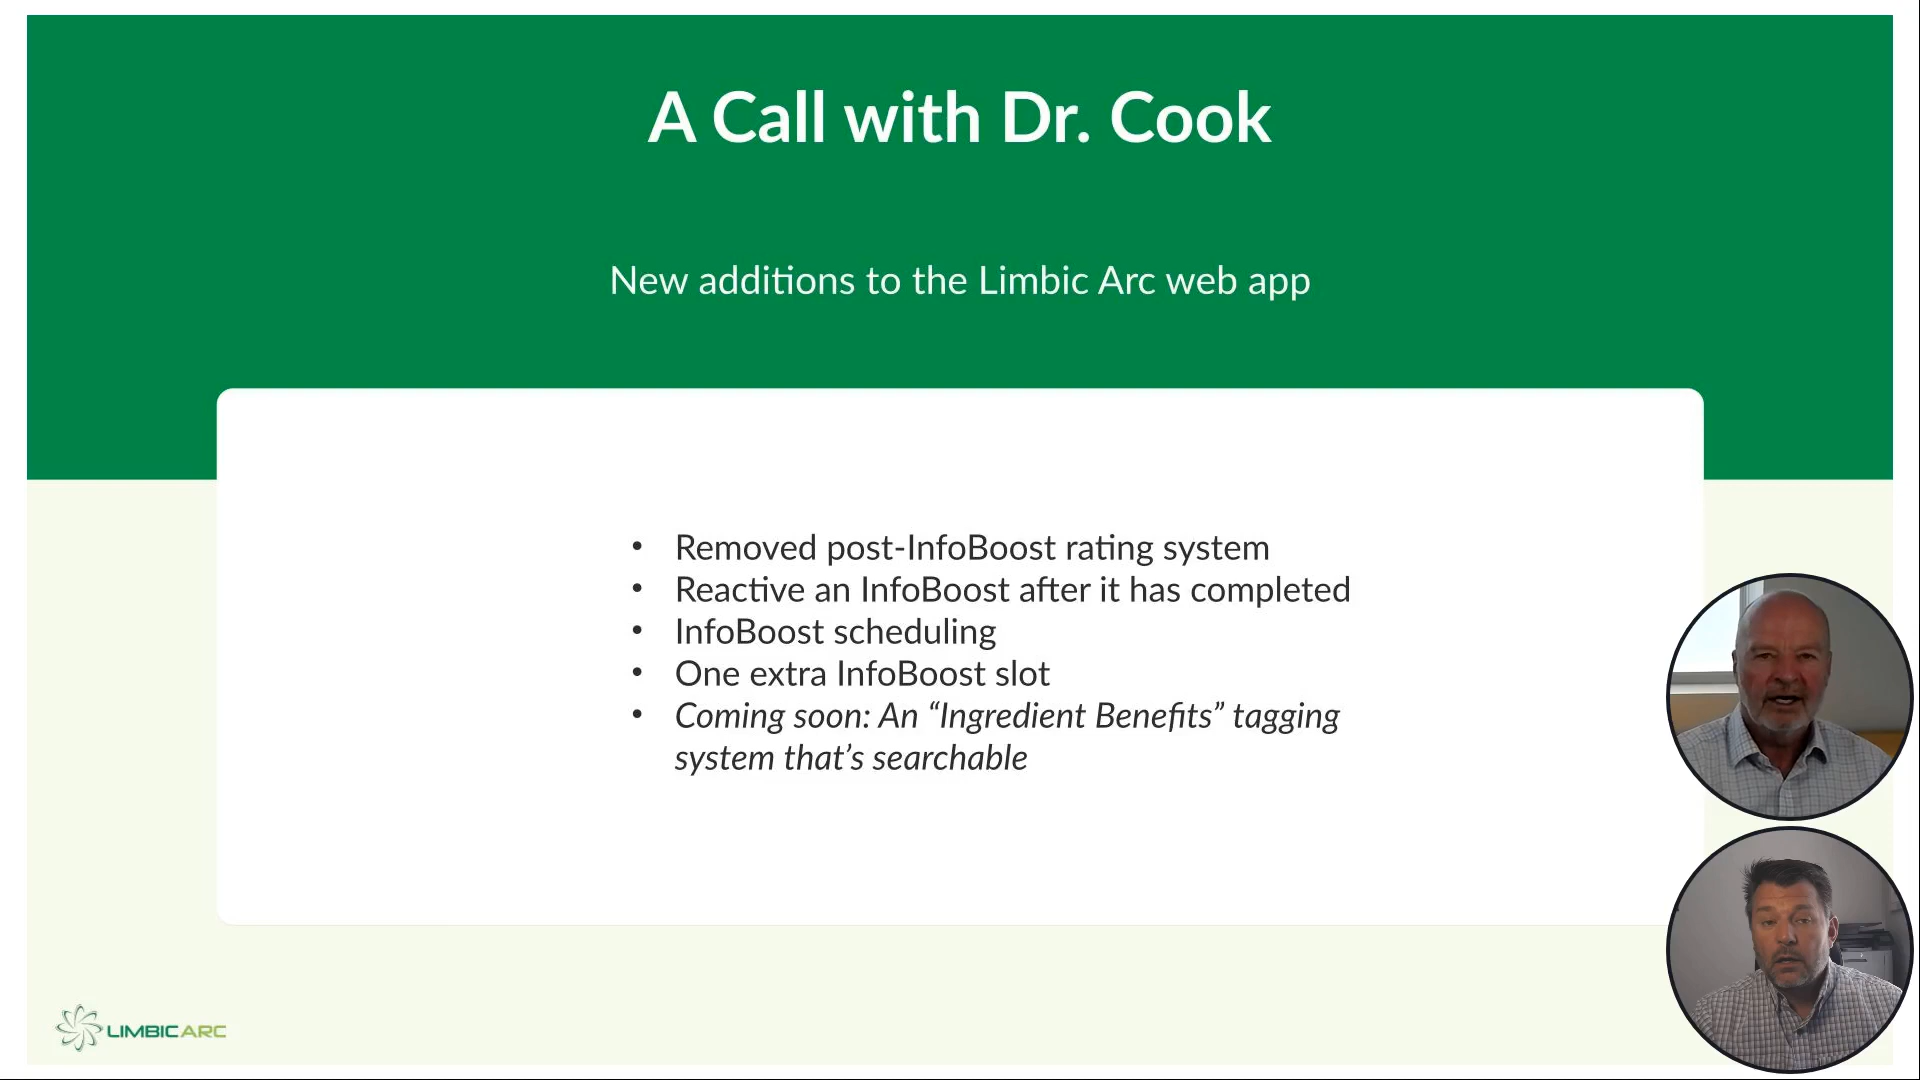 A Call with Dr. Cook
New additions to the Limbic Arc web app
• Removed post-InfoBoost rating system
• Reactive an InfoBoost after it has completed
• InfoBoost scheduling
• One extra InfoBoost slot
• Coming soon: An “Ingredient Benefits” tagging
system that’s searchable
LIMBICARC